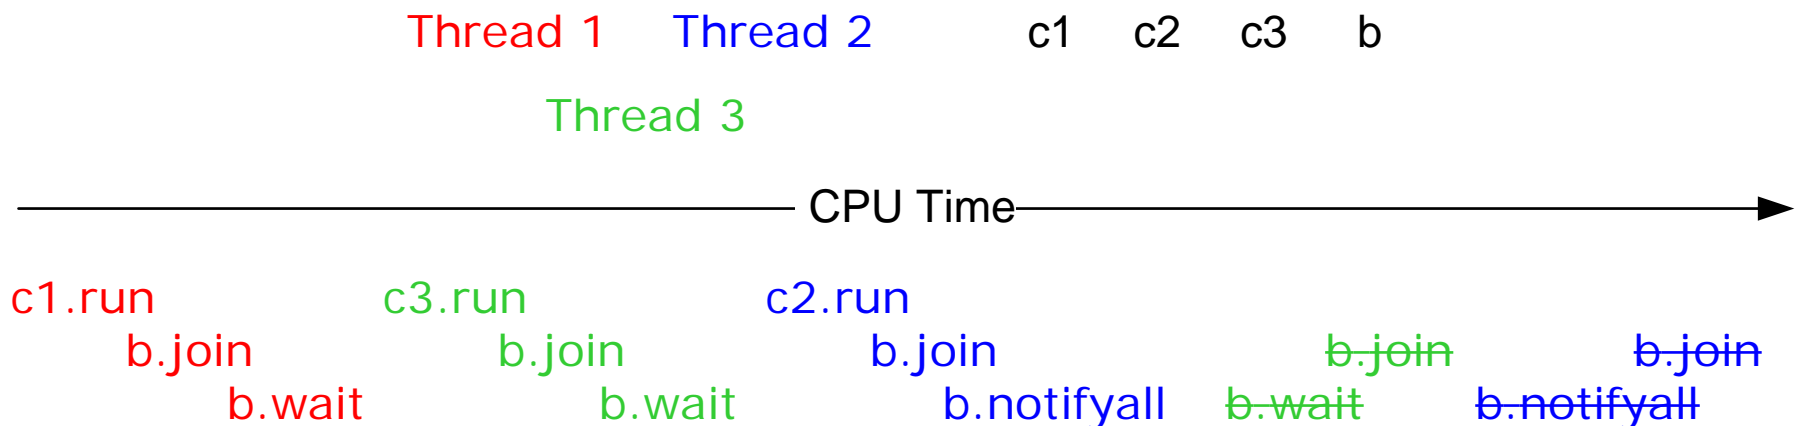 Thread 1 Thread 2 c1 c2 c3 b
Thread 3
CPU Time
c1.run c3.run c2.run
b.join b.join b.join b.join b.join
b.wait b.wait b.notifyall b.wait b.notifyall